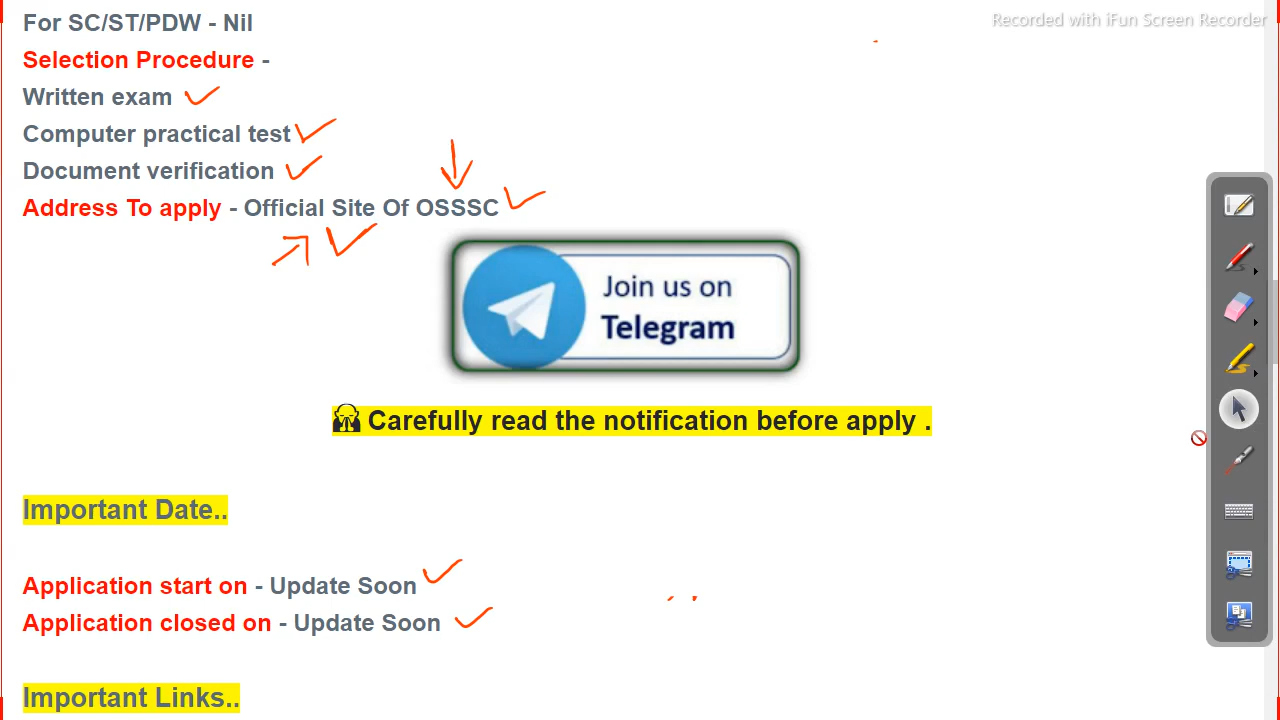 For SC/ST/PDW - Nil
Recorded with iFun Screen Recorder
Selection Procedure -
Written exam
Computer practical test
Document verification
Address To apply - Official Site Of OSSSC
Join us on
Telegram
Carefully read the notification before apply .
Important Date..
Application start on - Update Soon
Application closed on - Update Soon
Important Links..